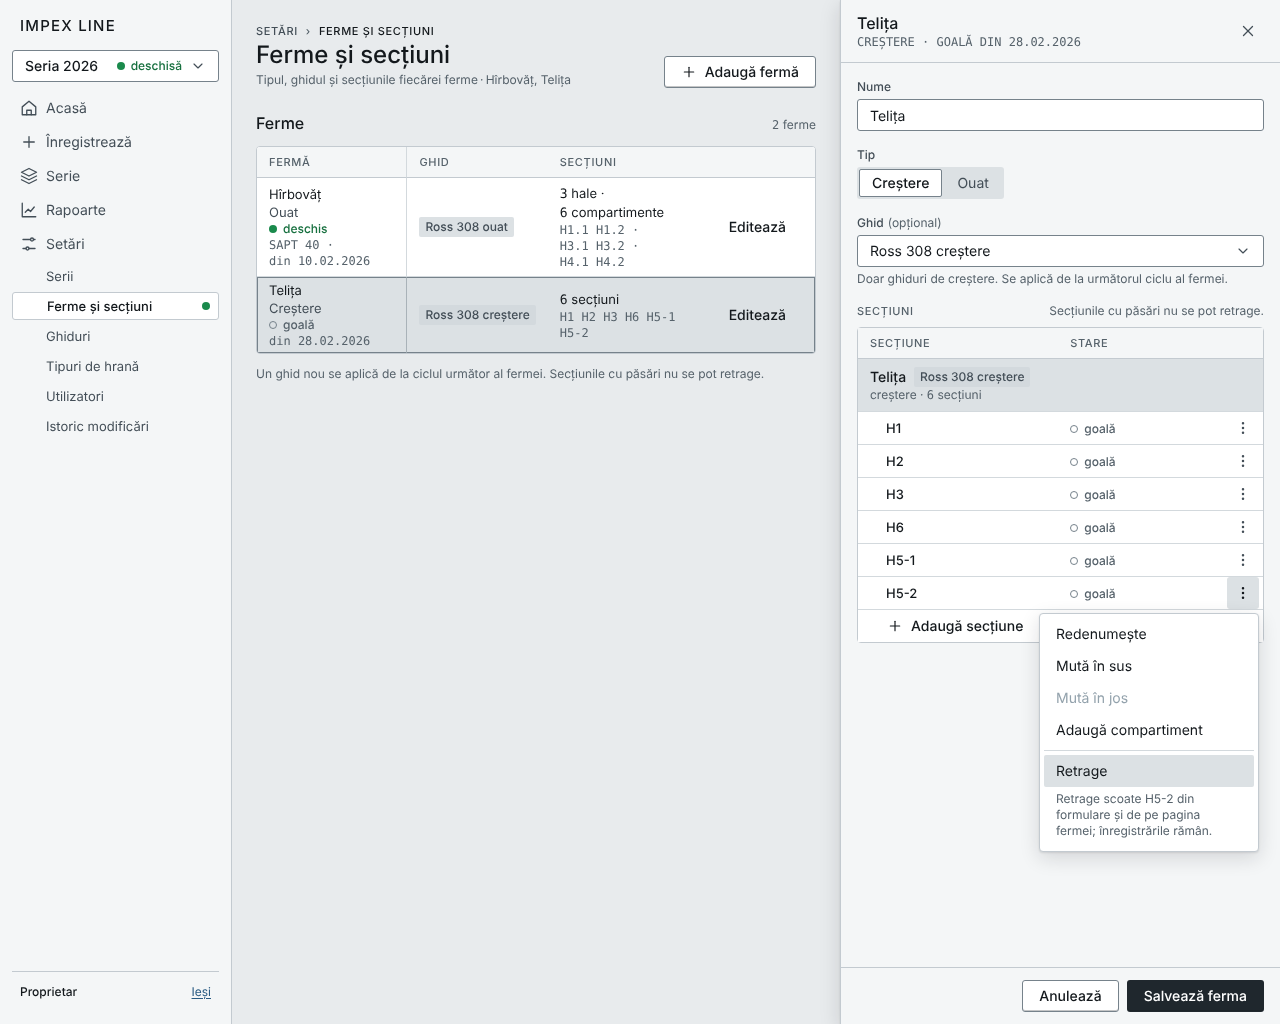 IMPEX LINE
Seria 2026 deschisă
Acasă
Înregistrează
Serie
Rapoarte
Setări
Serii
Ferme și secțiuni
Ghiduri
Tipuri de hrană
Utilizatori
Istoric modificări
Proprietar Ieși
SETĂRI › FERME ȘI SECȚIUNI
Ferme și secțiuni
Tipul, ghidul și secțiunile fiecărei ferme · Hîrbovăț, Telița
Adaugă fermă
Ferme 2 ferme
FERMĂ GHID SECȚIUNI
Hîrbovăț
Ouat
deschis
SAPT 40 ·
din 10.02.2026
Ross 308 ouat
3 hale ·
6 compartimente
H1.1 H1.2 ·
H3.1 H3.2 ·
H4.1 H4.2
Editează
Telița
Creștere
goală
din 28.02.2026
Ross 308 creștere
6 secțiuni
H1 H2 H3 H6 H5-1
H5-2
Editează
Un ghid nou se aplică de la ciclul următor al fermei. Secțiunile cu păsări nu se pot retrage.
Telița
CREȘTERE · GOALĂ DIN 28.02.2026
Nume
Telița
Tip
Creștere Ouat
Ghid (opțional)
Ross 308 creștere
Doar ghiduri de creștere. Se aplică de la următorul ciclu al fermei.
SECȚIUNI Secțiunile cu păsări nu se pot retrage.
SECȚIUNE STARE
Telița Ross 308 creștere
creștere · 6 secțiuni
H1 goală
H2 goală
H3 goală
H6 goală
H5-1 goală
H5-2 goală
Adaugă secțiune
Redenumește
Mută în sus
Mută în jos
Adaugă compartiment
Retrage
Retrage scoate H5-2 din
formulare și de pe pagina
fermei; înregistrările rămân.
Anulează Salvează ferma